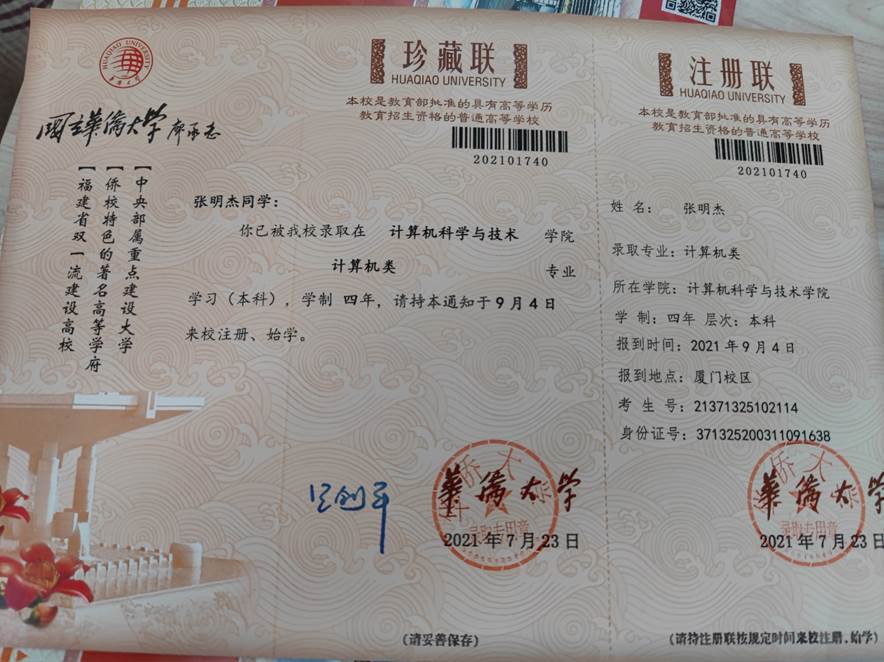 HUAQIAO UNIVERSITY
国立華僑大学
廖承志
【中央部属重点建设大学
【侨校特色的著名高等学府
【福建省双一流建设高校
珍藏联
HUAQIAO UNIVERSITY
本校是教育部批准的具有高等学历
教育招生资格的普通高等学校
202101740
张明杰同学：
你已被我校录取在 计算机科学与技术 学院
计算机类 专业
学习（本科），学制 四年，请持本通知于9月4日
来校注册、始学。
華僑大学
录取专用章
2021年7月23日
（请妥善保存）
注册联
HUAQIAO UNIVERSITY
本校是教育部批准的具有高等学历
教育招生资格的普通高等学校
202101740
姓 名： 张明杰
录取专业：计算机类
所在学院：计算机科学与技术学院
学 制：四年 层次：本科
报到时间：2021年9月4日
报到地点：厦门校区
考 生 号：21371325102114
身份证号：371325200311091638
華僑大学
录取专用章
2021年7月23日
（请持注册联按规定时间来校注册、始学）